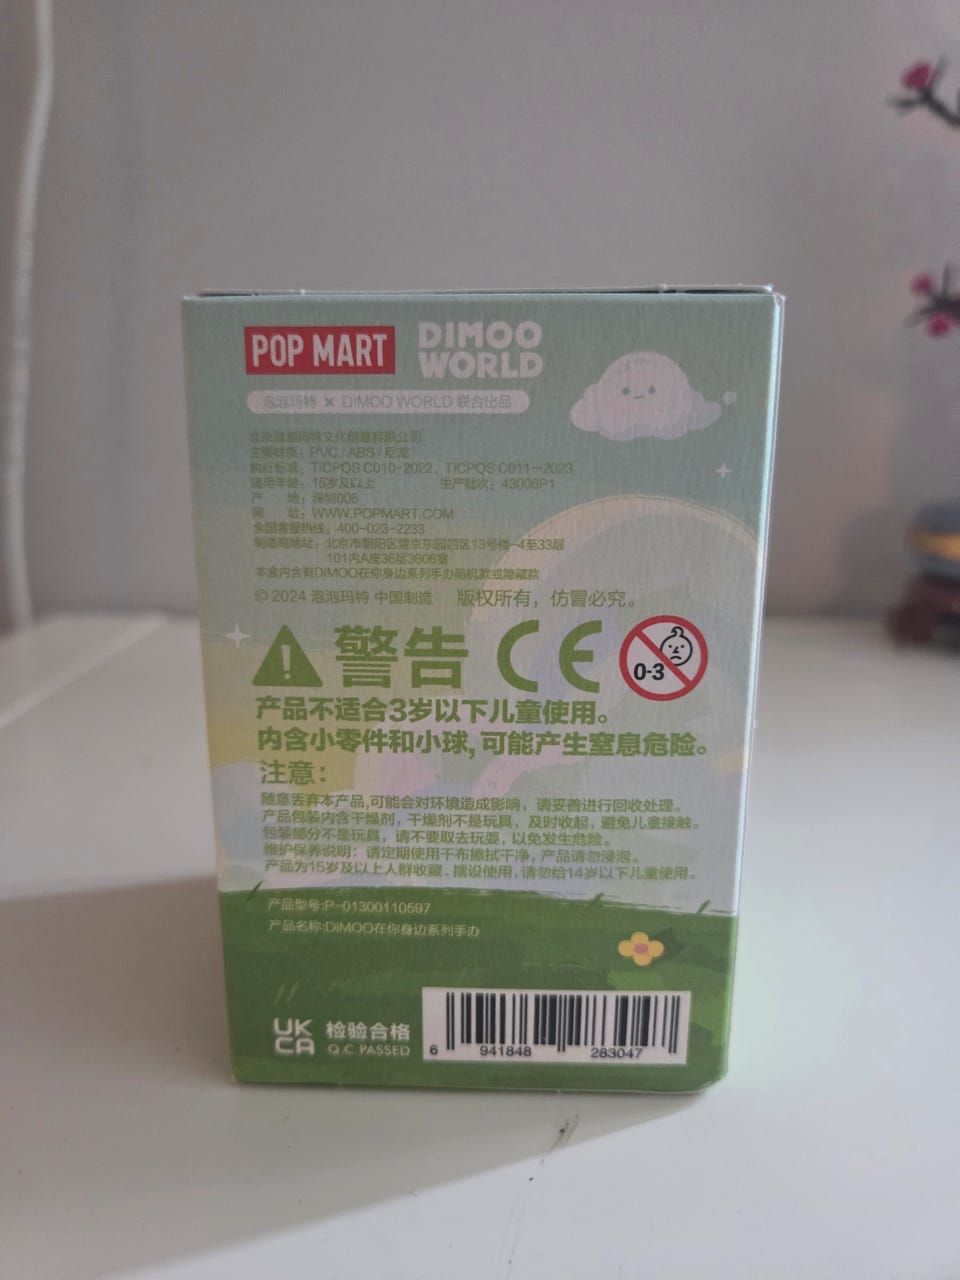 POP MART
DIMOO
WORLD
泡泡玛特 × DIMOO WORLD 联合出品
北京泡泡玛特文化创意有限公司
主要材质：PVC / ABS / 尼龙
执行标准：T/CPQS C010-2022、T/CPQS C011-2023
适用年龄：15岁及以上 生产批次：43006P1
产 地：深圳006
网 址：WWW.POPMART.COM
全国客服热线：400-023-2233
制造商地址：北京市朝阳区望京东园四区13号楼-4至33层
101内A座36层3606室
本盒内含有DIMOO在你身边系列手办随机款或隐藏款
© 2024 泡泡玛特 中国制造 版权所有，仿冒必究。
警告 CE 0-3
产品不适合3岁以下儿童使用。
内含小零件和小球，可能产生窒息危险。
注意：
随意丢弃本产品，可能会对环境造成影响，请妥善进行回收处理。
产品包装内含干燥剂，干燥剂不是玩具，及时收起，避免儿童接触。
包装部分不是玩具，请不要取去玩耍，以免发生危险。
维护保养说明：请定期使用干布擦拭干净，产品请勿浸泡。
产品为15岁及以上人群收藏、摆设使用，请勿给14岁以下儿童使用。
产品型号:P-01300110597
产品名称:DIMOO在你身边系列手办
UK
CA
检验合格
Q.C. PASSED
6 941848 283047